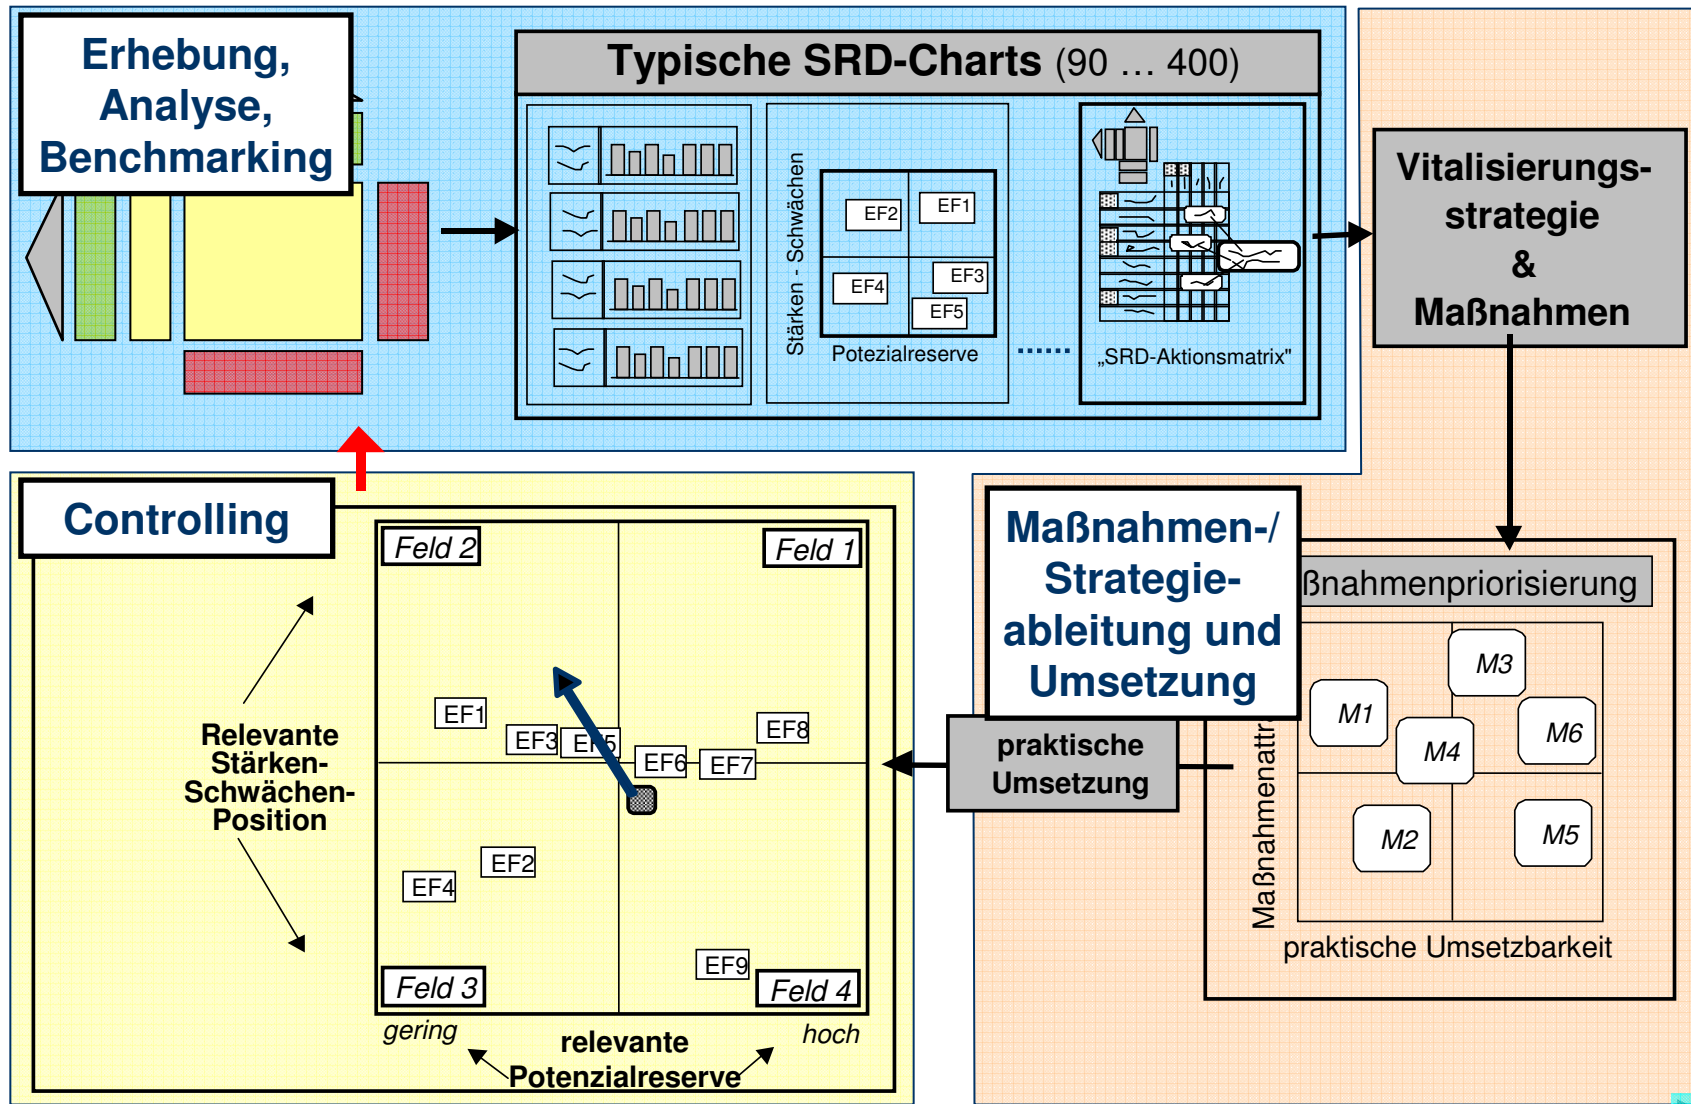 Erhebung,
Analyse,
Benchmarking
Typische SRD-Charts (90 … 400)
Stärken - Schwächen
EF2
EF1
EF4
EF3
EF5
Potezialreserve
„SRD-Aktionsmatrix"
Vitalisierungs-
strategie
&
Maßnahmen
Controlling
Feld 2
Feld 1
EF1
EF3
EF5
EF6
EF7
EF8
EF2
EF4
EF9
Feld 3
Feld 4
Relevante
Stärken-
Schwächen-
Position
gering
hoch
relevante
Potenzialreserve
Maßnahmen-/
Strategie-
ableitung und
Umsetzung
praktische
Umsetzung
ßnahmenpriorisierung
Maßnahmenattr
M1
M3
M4
M6
M2
M5
praktische Umsetzbarkeit